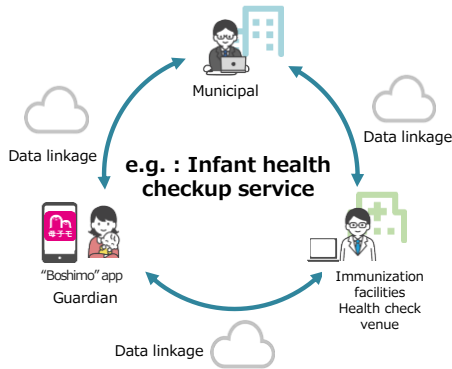 Municipal
Data linkage
Data linkage
e.g. : Infant health
checkup service
母子モ
“Boshimo” app
Guardian
Immunization
facilities
Health check
venue
Data linkage